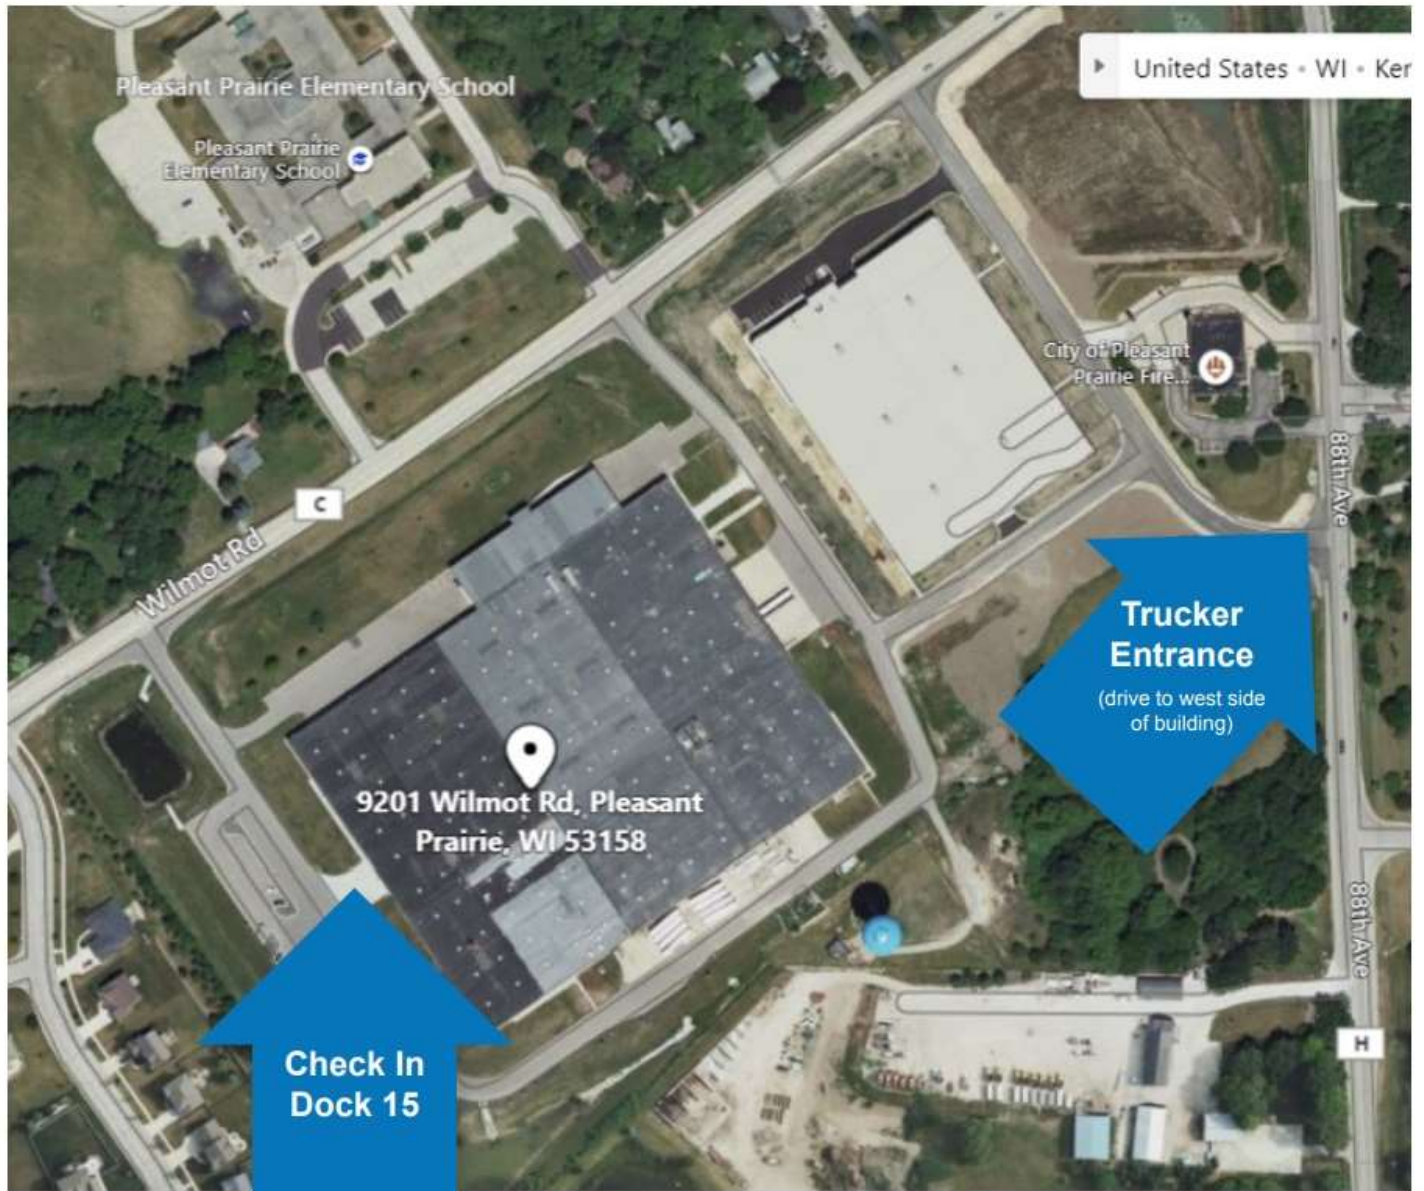 Pleasant Prairie Elementary School
Pleasant Prairie
Elementary School
United States • WI • Ker
City of Pleasant
Prairie Fire...
88th Ave
C
Wilmot Rd
Trucker
Entrance
(drive to west side
of building)
9201 Wilmot Rd, Pleasant
Prairie, WI 53158
88th Ave
H
Check In
Dock 15